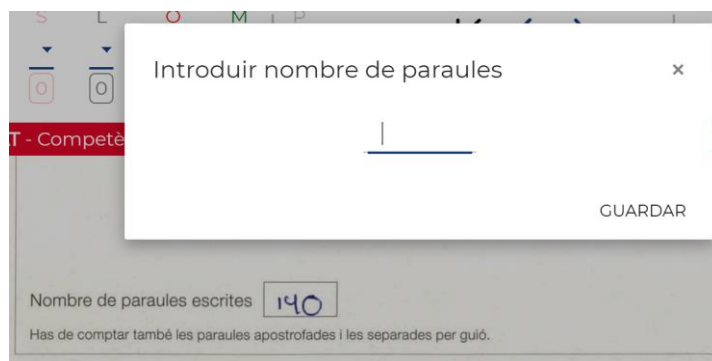 S L O M P
Introduir nombre de paraules ×
0 0
T - Competè
GUARDAR
Nombre de paraules escrites 140
Has de comptar també les paraules apostrofades i les separades per guió.